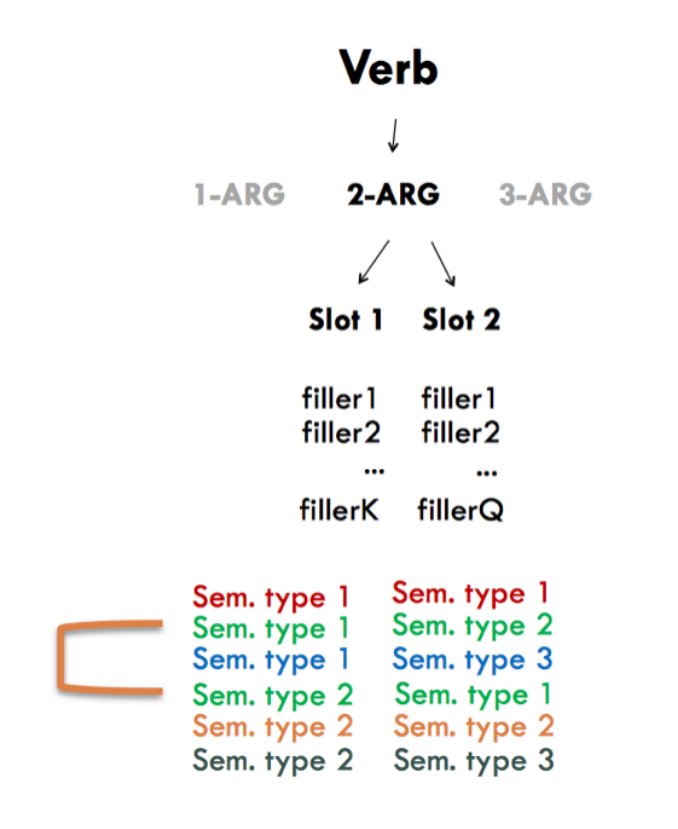 Verb
1-ARG 2-ARG 3-ARG
Slot 1 Slot 2
filler1 filler1
filler2 filler2
... ...
fillerK fillerQ
Sem. type 1 Sem. type 1
Sem. type 1 Sem. type 2
Sem. type 1 Sem. type 3
Sem. type 2 Sem. type 1
Sem. type 2 Sem. type 2
Sem. type 2 Sem. type 3